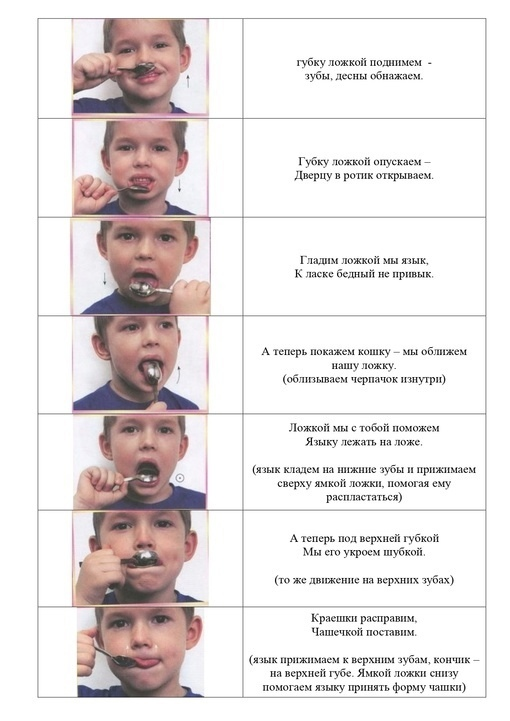 губку ложкой поднимем -
зубы, десны обнажаем.
Губку ложкой опускаем –
Дверцу в ротик открываем.
Гладим ложкой мы язык,
К ласке бедный не привык.
А теперь покажем кошку – мы оближем
нашу ложку.
(облизываем черпачок изнутри)
Ложкой мы с тобой поможем
Языку лежать на ложе.
(язык кладем на нижние зубы и прижимаем
сверху ямкой ложки, помогая ему
распластаться)
А теперь под верхней губкой
Мы его укроем шубкой.
(то же движение на верхних зубах)
Краешки расправим,
Чашечкой поставим.
(язык прижимаем к верхним зубам, кончик –
на верхней губе. Ямкой ложки снизу
помогаем языку принять форму чашки)